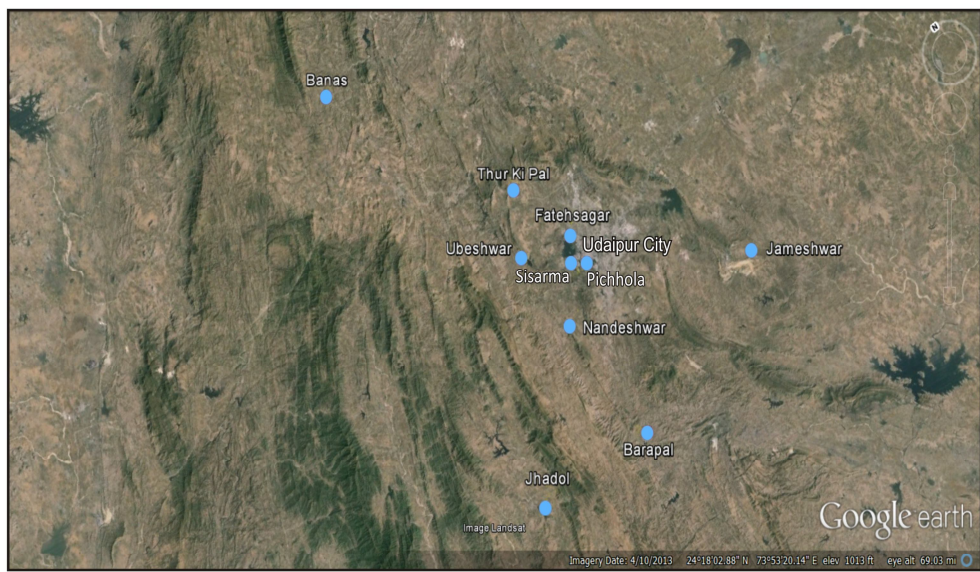 N
Banas
Thur Ki Pal
Fatehsagar
Udaipur City
Ubeshwar
Jameshwar
Sisarma
Pichhola
Nandeshwar
Barapal
Jhadol
Image Landsat
Google earth
Imagery Date: 4/10/2013 24°18'02.88" N 73°53'20.14" E elev 1013 ft eye alt 69.03 mi